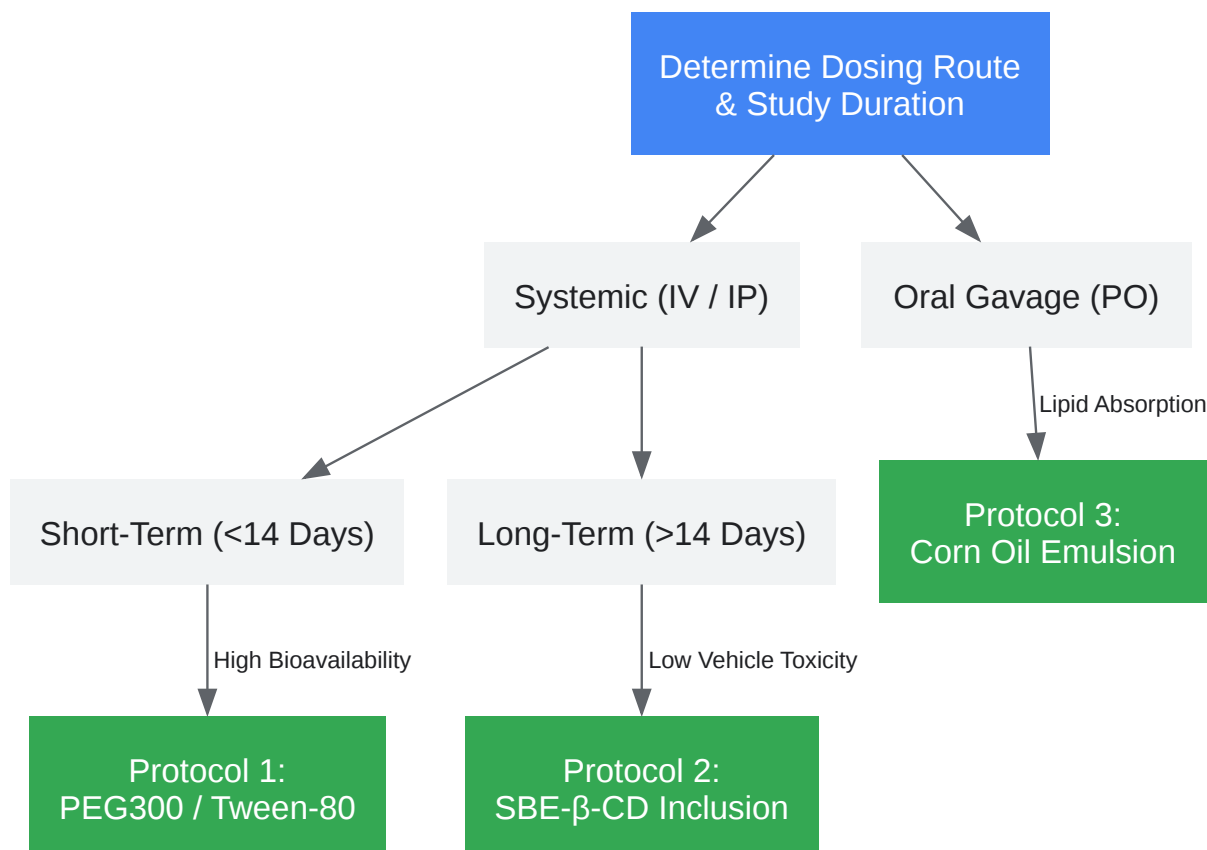 Determine Dosing Route
& Study Duration
Systemic (IV / IP)
Oral Gavage (PO)
Lipid Absorption
Short-Term (<14 Days)
Long-Term (>14 Days)
Protocol 3:
Corn Oil Emulsion
High Bioavailability
Low Vehicle Toxicity
Protocol 1:
PEG300 / Tween-80
Protocol 2:
SBE-β-CD Inclusion